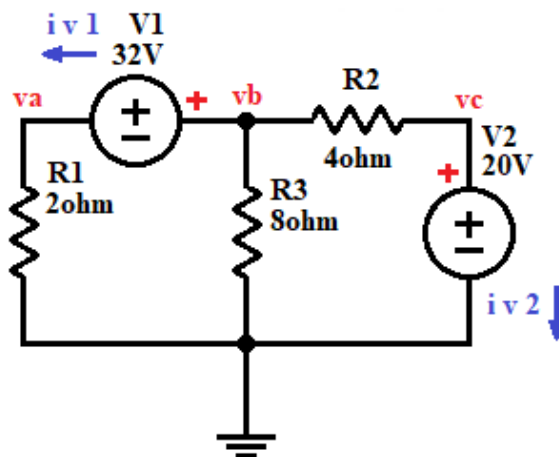 i v 1
V1
32V
va
+
vb
R2
vc
4ohm
V2
20V
+
R1
2ohm
R3
8ohm
i v 2